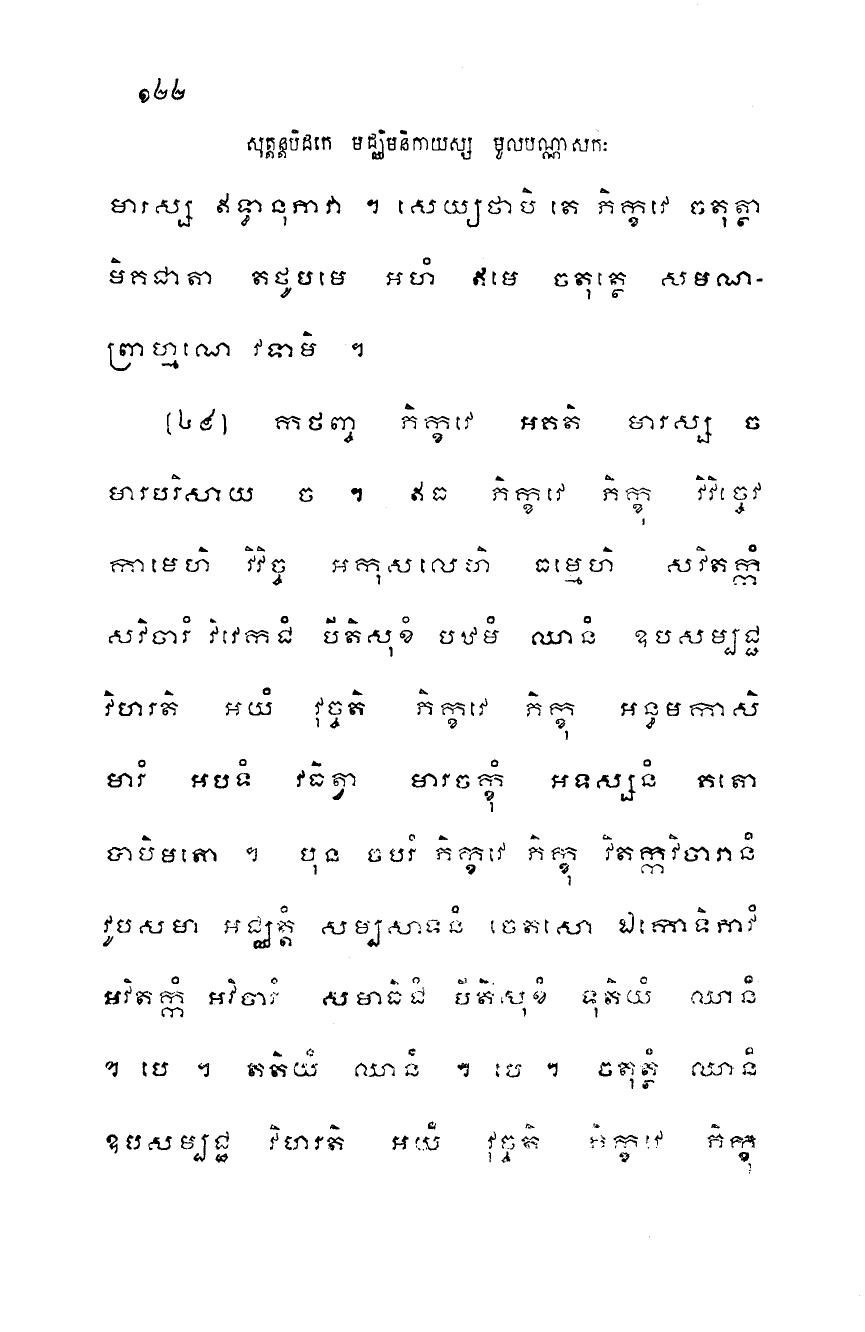 ១២២
សុត្តន្តបិដកេ មជ្ឈិមនិកាយស្ស មូលបណ្ណាសកៈ
មារស្ស ឥទ្ធានុភាវា ។ សេយ្យថាបិ តេ ភិក្ខវេ ចតុត្ថា
មិគជាតា តថូបមេ អហំ ឥមេ ចតុត្ថេ សមណ-
ព្រាហ្មណេ វទាមិ ។
[៤៩] កថញ្ច ភិក្ខវេ អគតិ មារស្ស ច
មារបរិសាយ ច ។ ឥធ ភិក្ខវេ ភិក្ខុ វិវិច្ចេវ
កាមេហិ វិវិច្ច អកុសលេហិ ធម្មេហិ សវិតក្កំ
សវិចារំ វិវេកជំ បីតិសុខំ បឋមំ ឈានំ ឧបសម្បជ្ជ
វិហរតិ អយំ វុច្ចតិ ភិក្ខវេ ភិក្ខុ អន្ធមកាសិ
មារំ អបទំ វធិត្វា មារចក្ខុំ អទស្សនំ គតោ
បាបិមតោ ។ បុន ចបរំ ភិក្ខវេ ភិក្ខុ វិតក្កវិចារានំ
វូបសមា អជ្ឈត្តំ សម្បសាទនំ ចេតសោ ឯកោទិភាវំ
អវិតក្កំ អវិចារំ សមាធិជំ បីតិសុខំ ទុតិយំ ឈានំ
។ បេ ។ តតិយំ ឈានំ ។ បេ ។ ចតុត្ថំ ឈានំ
ឧបសម្បជ្ជ វិហរតិ អយំ វុច្ចតិ ភិក្ខវេ ភិក្ខុ